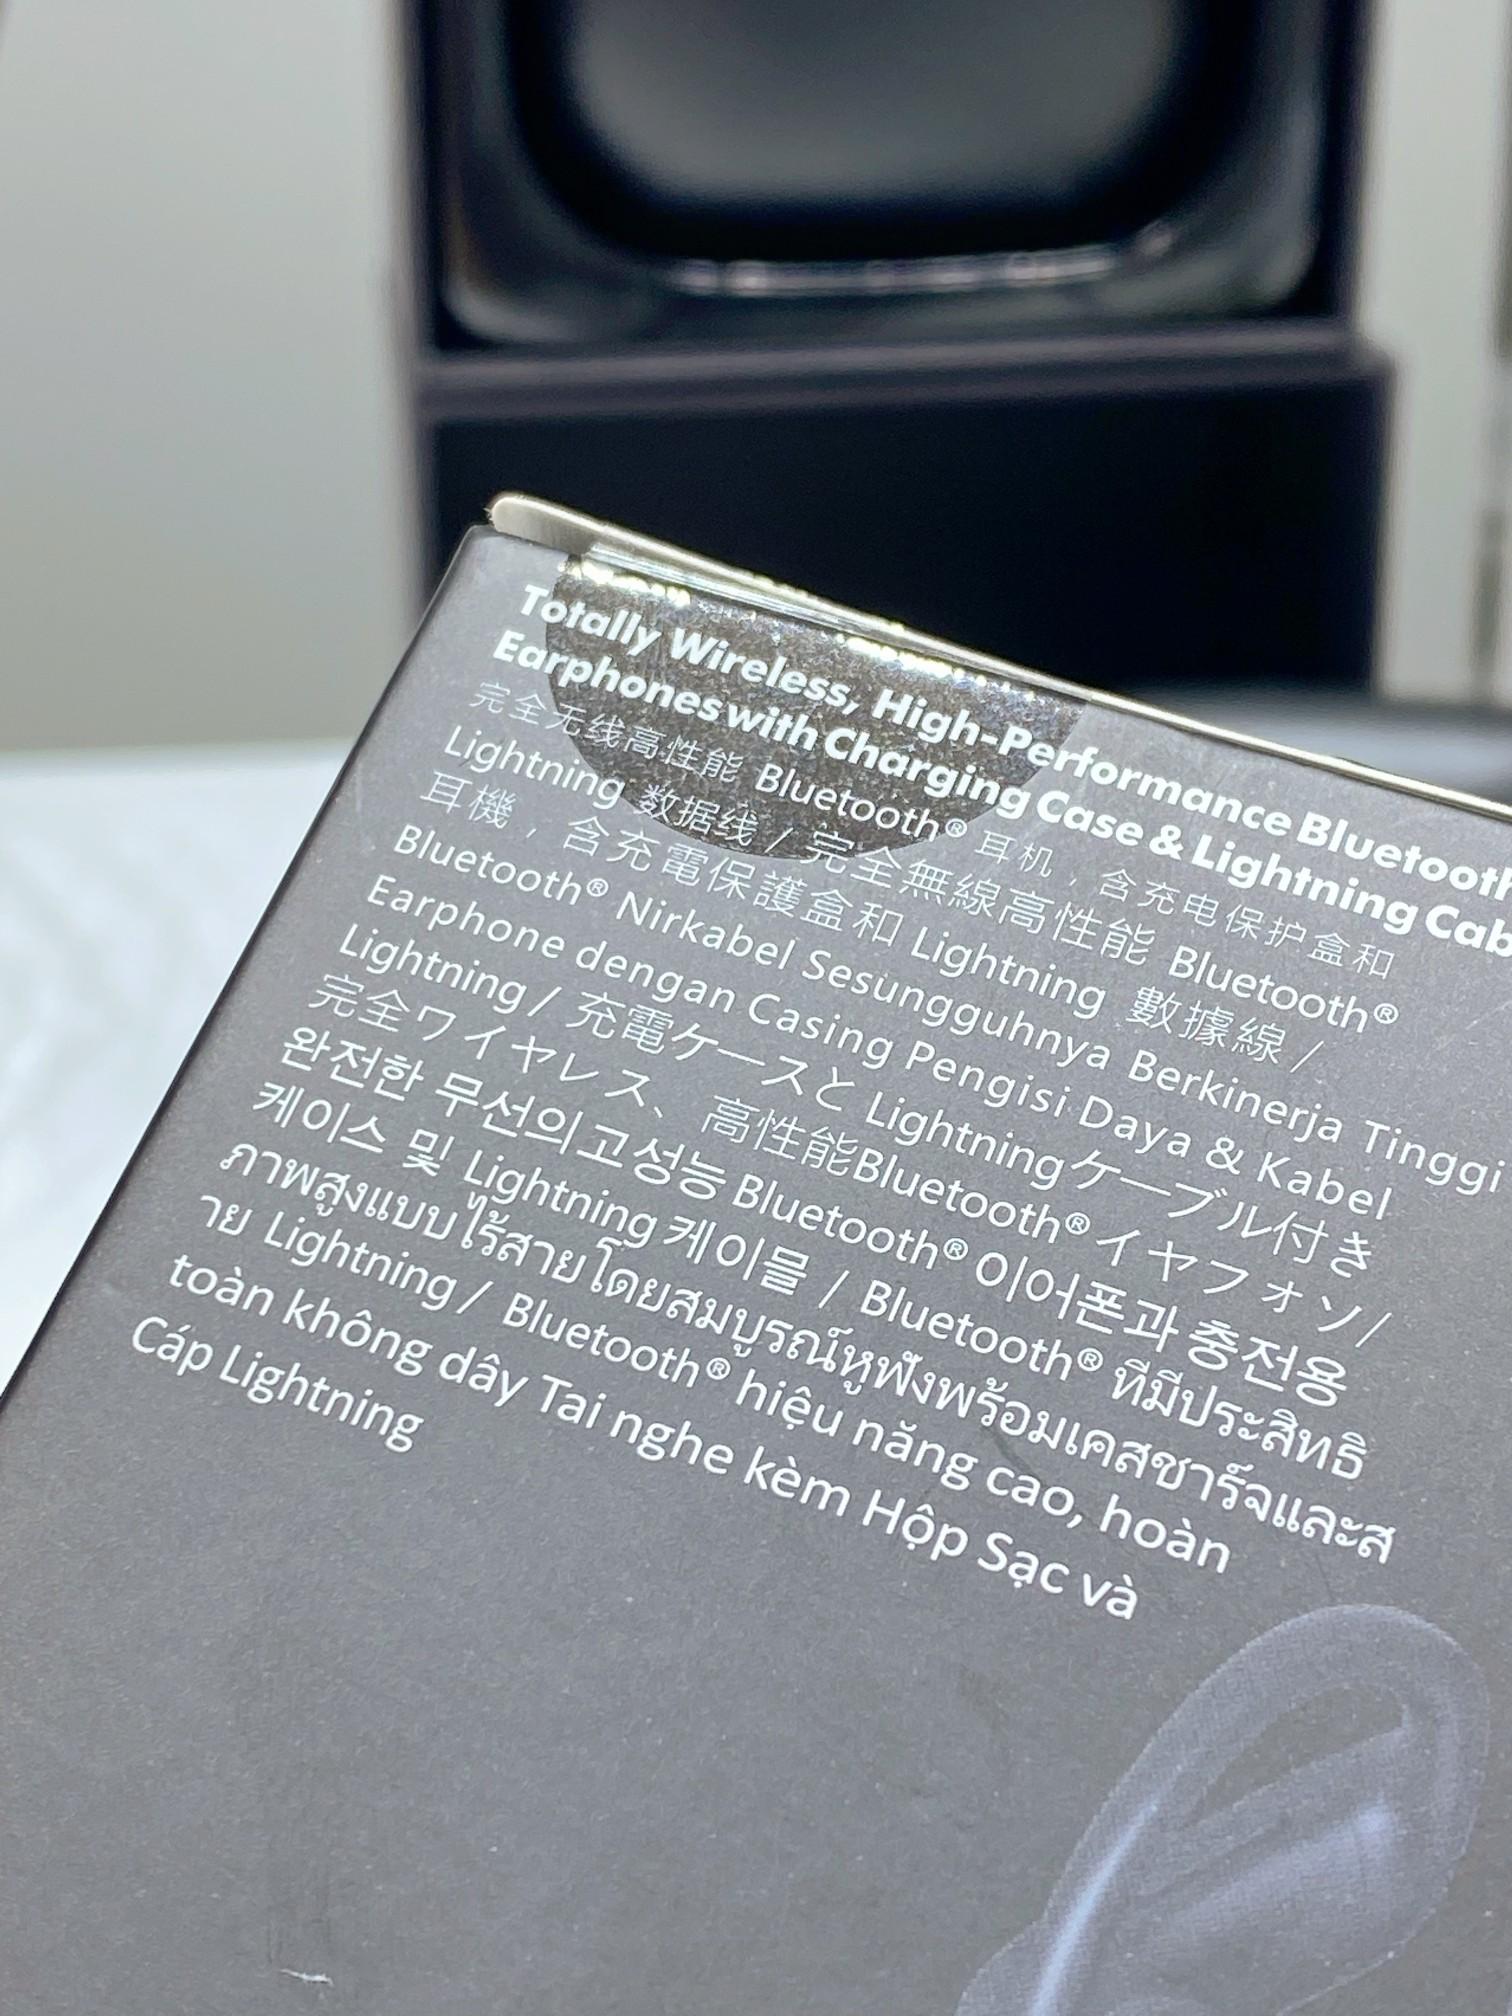 Totally Wireless, High-Performance Bluetooth
Earphones with Charging Case & Lightning
完全无线高性能 Bluetooth® 耳机，含充电保护盒和
Lightning 数据线 / 完全無線高性能 Bluetooth®
耳機，含充電保護盒和 Lightning 數據線 /
Bluetooth® Nirkabel Sesungguhnya Berkinerja Tinggi
Earphone dengan Casing Pengisi Daya & Kabel
Lightning / 充電ケースと Lightningケーブル付き
完全ワイヤレス、高性能Bluetooth® イヤフォン/
완전한 무선의고성능 Bluetooth® 이어폰과 충전용
케이스 및 Lightning 케이블 / Bluetooth® ที่มีประสิทธิ
ภาพสูงแบบไร้สายโดยสมบูรณ์หูฟังพร้อมเคสชาร์จและส
าย Lightning / Bluetooth® hiệu năng cao, hoàn
toàn không dây Tai nghe kèm Hộp Sạc và
Cáp Lightning